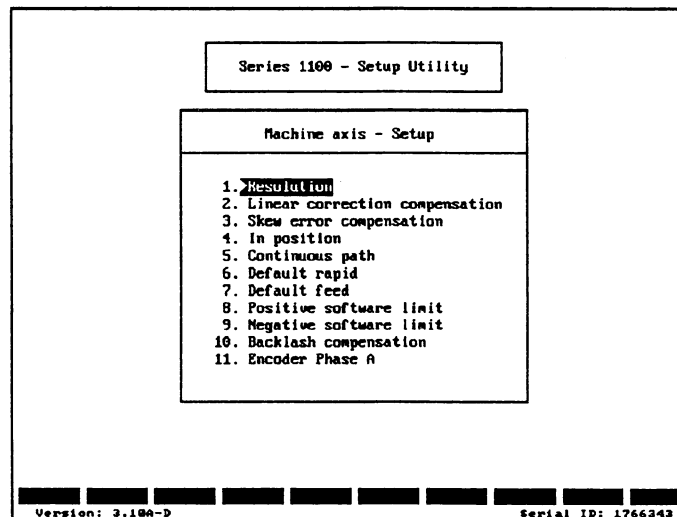 Series 1100 - Setup Utility
Machine axis - Setup
1. Resolution
2. Linear correction compensation
3. Skew error compensation
4. In position
5. Continuous path
6. Default rapid
7. Default feed
8. Positive software limit
9. Negative software limit
10. Backlash compensation
11. Encoder Phase A
Version: 3.10A-D
Serial ID: 1766343